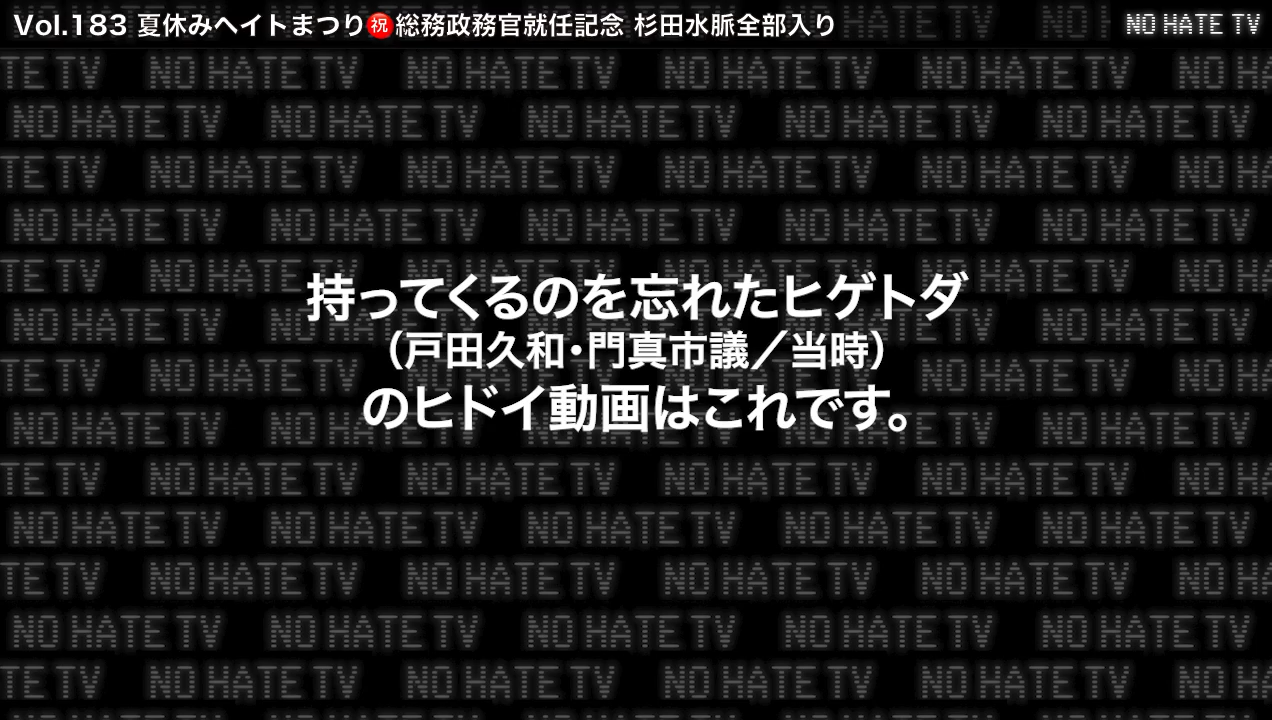 Vol.183 夏休みヘイトまつり㊗総務政務官就任記念 杉田水脈全部入り
NO HATE TV
持ってくるのを忘れたヒゲトダ
（戸田久和・門真市議／当時）
のヒドイ動画はこれです。